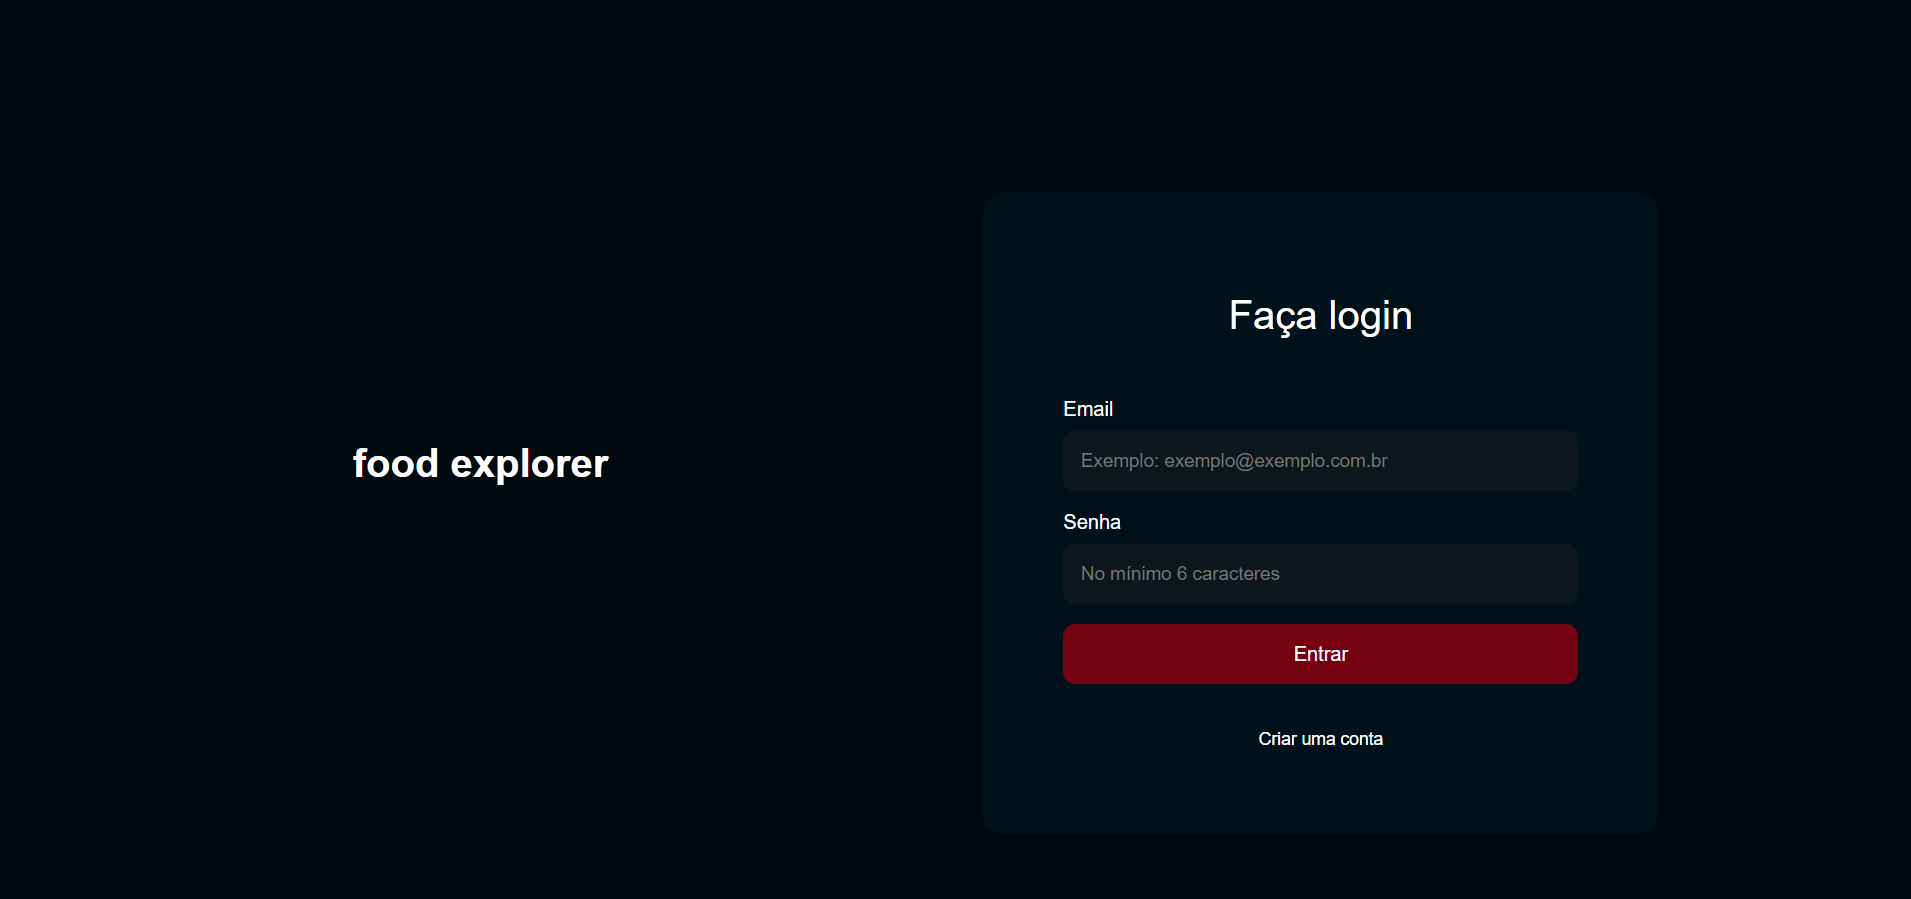 food explorer
Faça login
Email
Exemplo: exemplo@exemplo.com.br
Senha
No mínimo 6 caracteres
Entrar
Criar uma conta